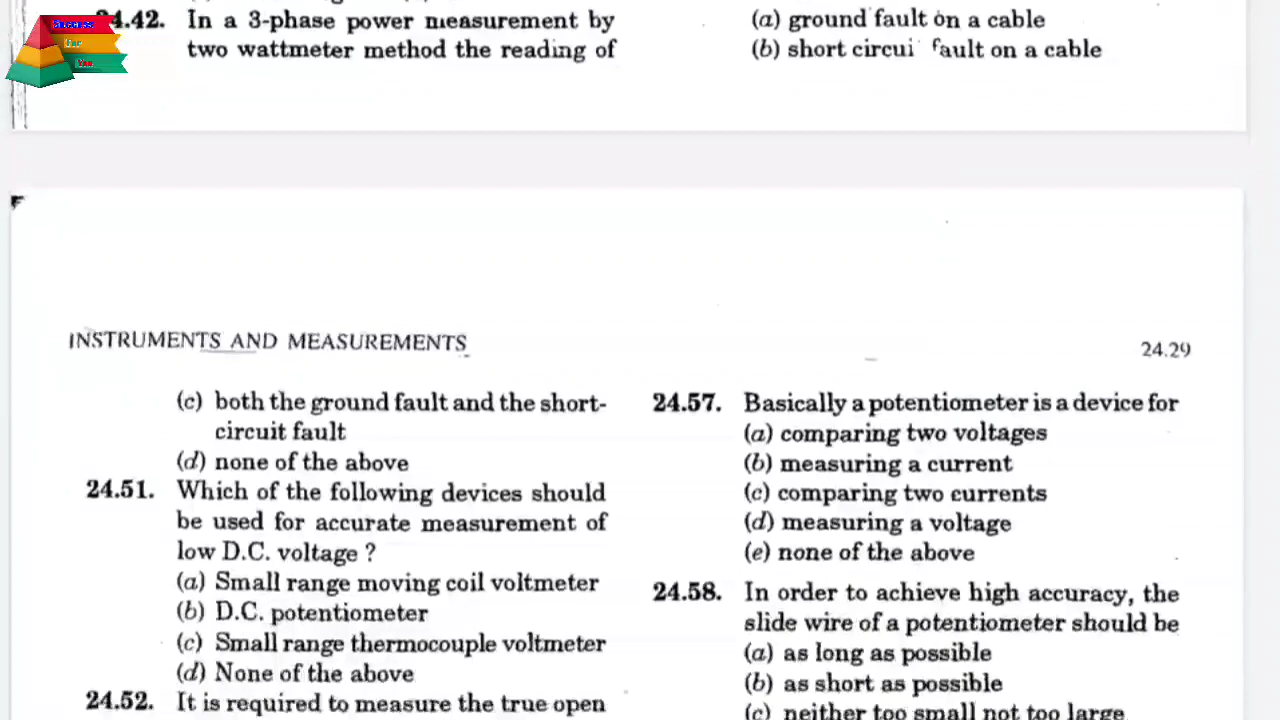 Success
For
You
24.42. In a 3-phase power measurement by
two wattmeter method the reading of
(a) ground fault on a cable
(b) short circui fault on a cable
INSTRUMENTS AND MEASUREMENTS
24.29
(c) both the ground fault and the short-
circuit fault
(d) none of the above
24.51. Which of the following devices should
be used for accurate measurement of
low D.C. voltage ?
(a) Small range moving coil voltmeter
(b) D.C. potentiometer
(c) Small range thermocouple voltmeter
(d) None of the above
24.52. It is required to measure the true open
24.57. Basically a potentiometer is a device for
(a) comparing two voltages
(b) measuring a current
(c) comparing two currents
(d) measuring a voltage
(e) none of the above
24.58. In order to achieve high accuracy, the
slide wire of a potentiometer should be
(a) as long as possible
(b) as short as possible
(c) neither too small not too large